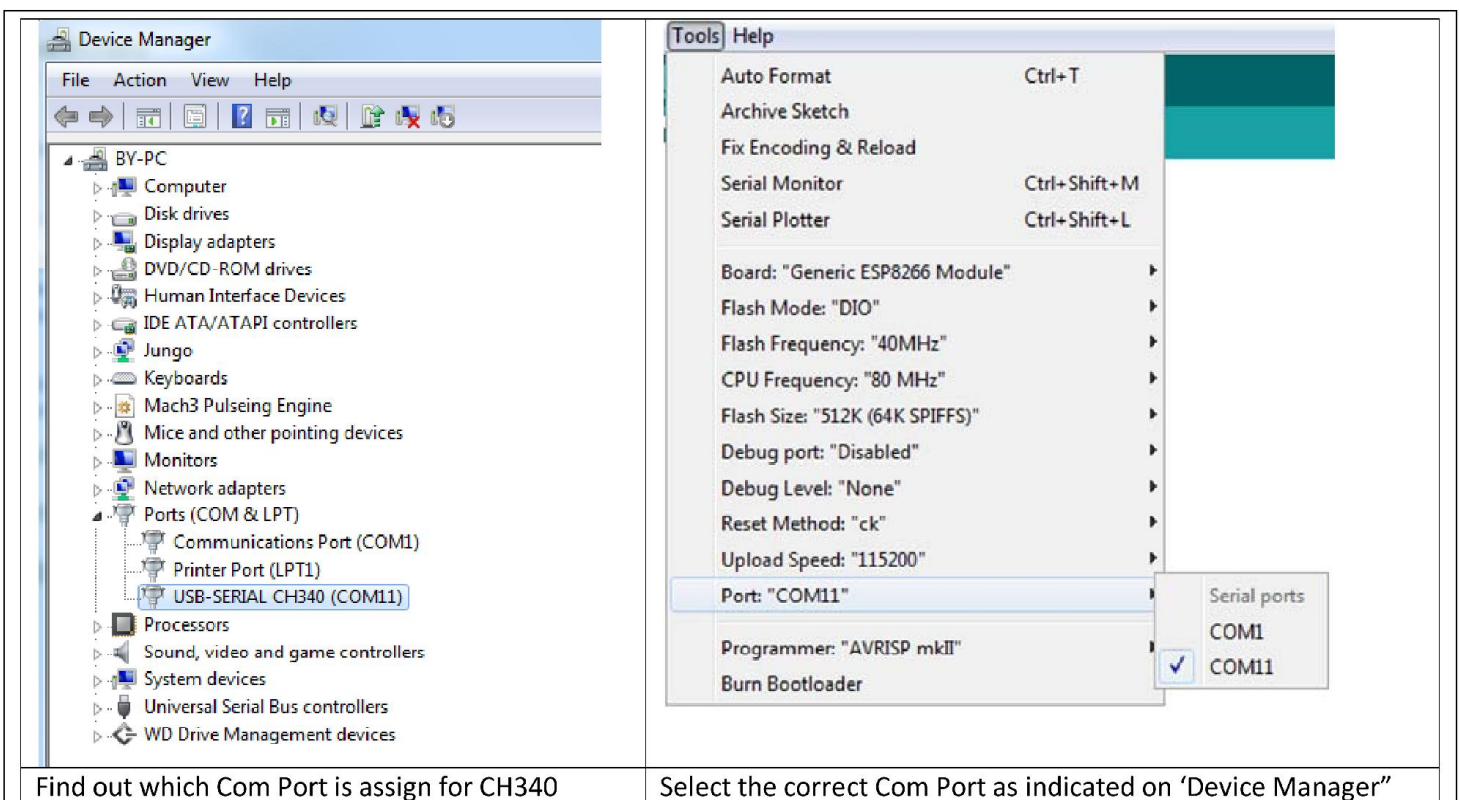 Device Manager
File Action View Help
BY-PC
Computer
Disk drives
Display adapters
DVD/CD-ROM drives
Human Interface Devices
IDE ATA/ATAPI controllers
Jungo
Keyboards
Mach3 Pulseing Engine
Mice and other pointing devices
Monitors
Network adapters
Ports (COM & LPT)
Communications Port (COM1)
Printer Port (LPT1)
USB-SERIAL CH340 (COM11)
Processors
Sound, video and game controllers
System devices
Universal Serial Bus controllers
WD Drive Management devices
Find out which Com Port is assign for CH340
Tools Help
Auto Format Ctrl+T
Archive Sketch
Fix Encoding & Reload
Serial Monitor Ctrl+Shift+M
Serial Plotter Ctrl+Shift+L
Board: "Generic ESP8266 Module"
Flash Mode: "DIO"
Flash Frequency: "40MHz"
CPU Frequency: "80 MHz"
Flash Size: "512K (64K SPIFFS)"
Debug port: "Disabled"
Debug Level: "None"
Reset Method: "ck"
Upload Speed: "115200"
Port: "COM11"
Serial ports
COM1
COM11
Programmer: "AVRISP mkII"
Burn Bootloader
Select the correct Com Port as indicated on ‘Device Manager”